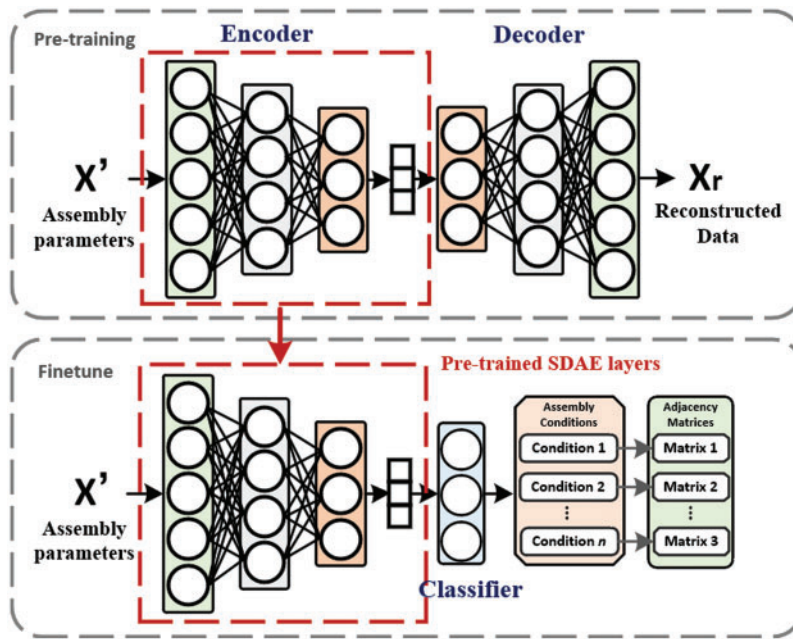 Pre-training
Encoder
Decoder
X'
Assembly
parameters
Xr
Reconstructed
Data
Finetune
Pre-trained SDAE layers
X'
Assembly
parameters
Classifier
Assembly
Conditions
Condition 1
Condition 2
⋮
Condition n
Adjacency
Matrices
Matrix 1
Matrix 2
⋮
Matrix 3